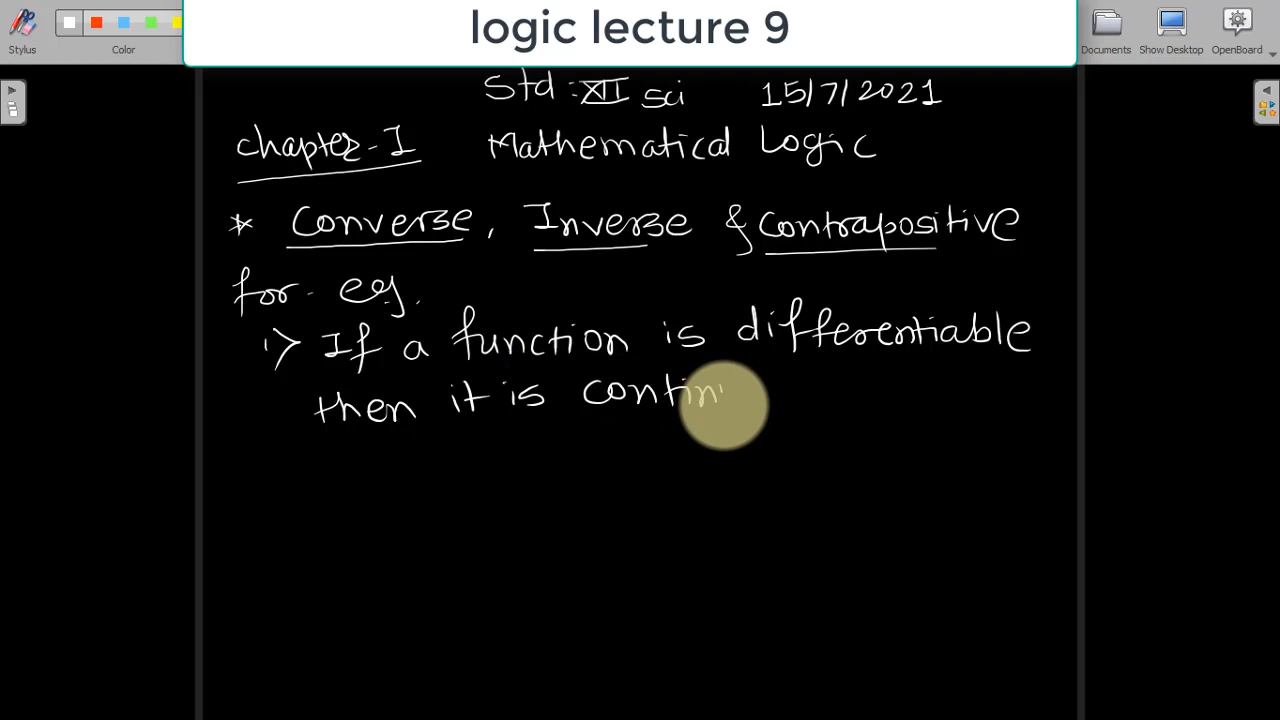 logic lecture 9
Stylus
Color
Documents
Show Desktop
OpenBoard
Std : XII sci 15/7/2021
Chapter-I Mathematical Logic
* Converse, Inverse & Contrapositive
for eg.
1> If a function is differentiable
then it is contin